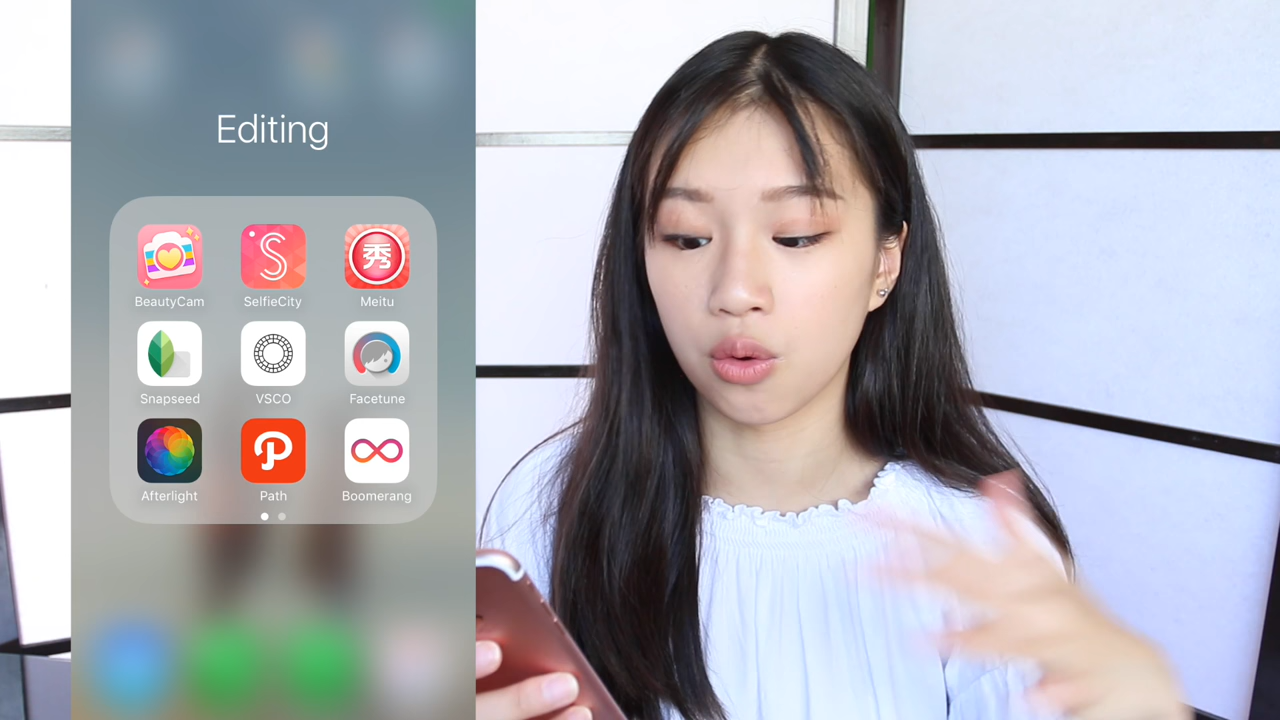 Editing
秀
BeautyCam SelfieCity Meitu
Snapseed VSCO Facetune
Afterlight Path Boomerang